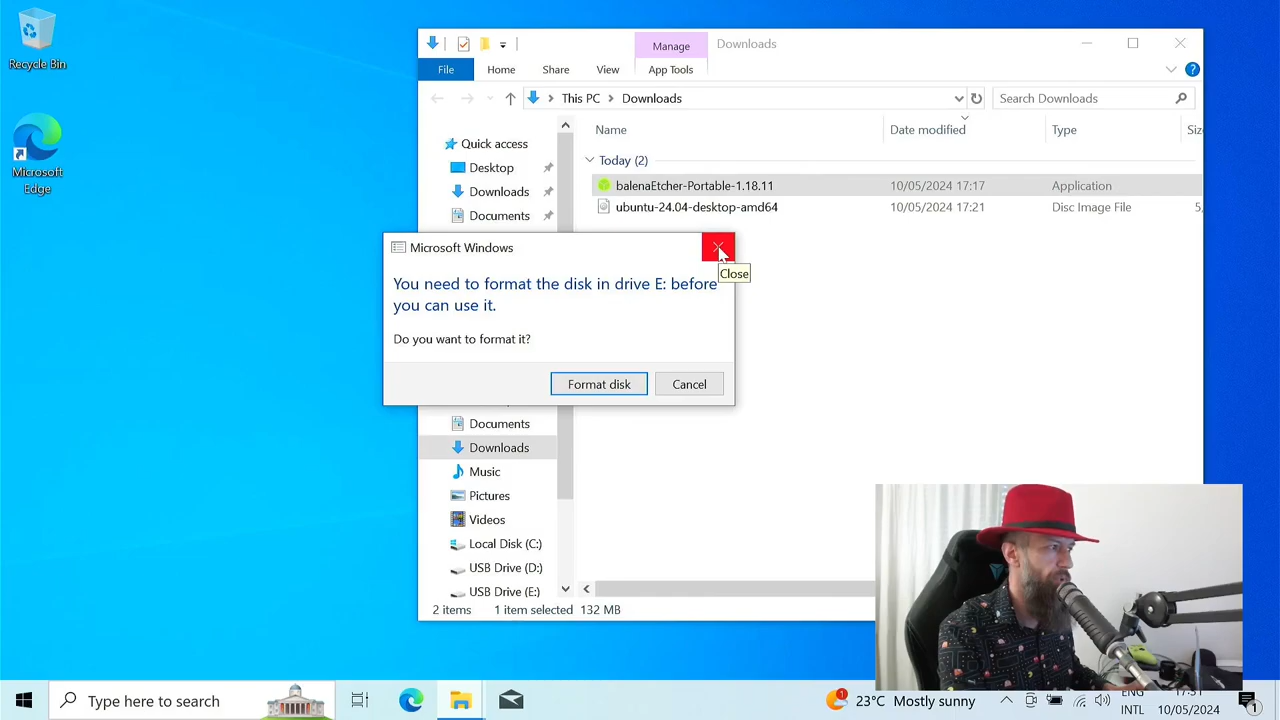 Recycle Bin
Microsoft
Edge
Manage
Downloads
File
Home
Share
View
App Tools
This PC
Downloads
Search Downloads
Name
Date modified
Type
Quick access
Desktop
Downloads
Documents
Today (2)
balenaEtcher-Portable-1.18.11
10/05/2024 17:17
Application
ubuntu-24.04-desktop-amd64
10/05/2024 17:21
Disc Image File
5,
Microsoft Windows
Close
You need to format the disk in drive E: before
you can use it.
Do you want to format it?
Format disk
Cancel
Documents
Downloads
Music
Pictures
Videos
Local Disk (C:)
USB Drive (D:)
USB Drive (E:)
2 items
1 item selected
132 MB
Type here to search
1
23°C
Mostly sunny
ENG
INTL
10/05/2024
1